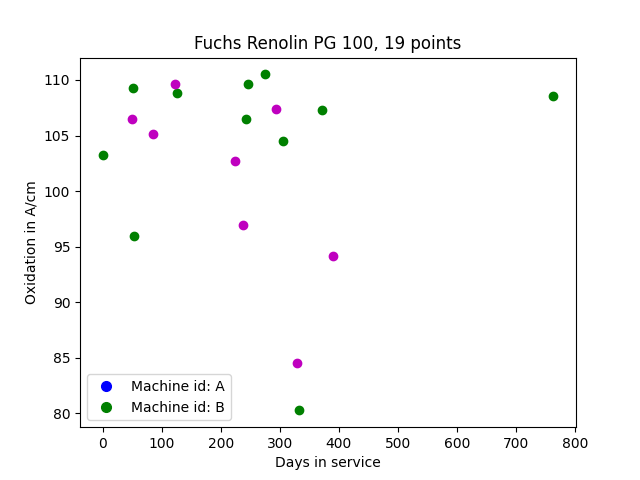 Fuchs Renolin PG 100, 19 points
110
105
100
95
90
85
80
Oxidation in A/cm
Machine id: A
Machine id: B
0 100 200 300 400 500 600 700 800
Days in service